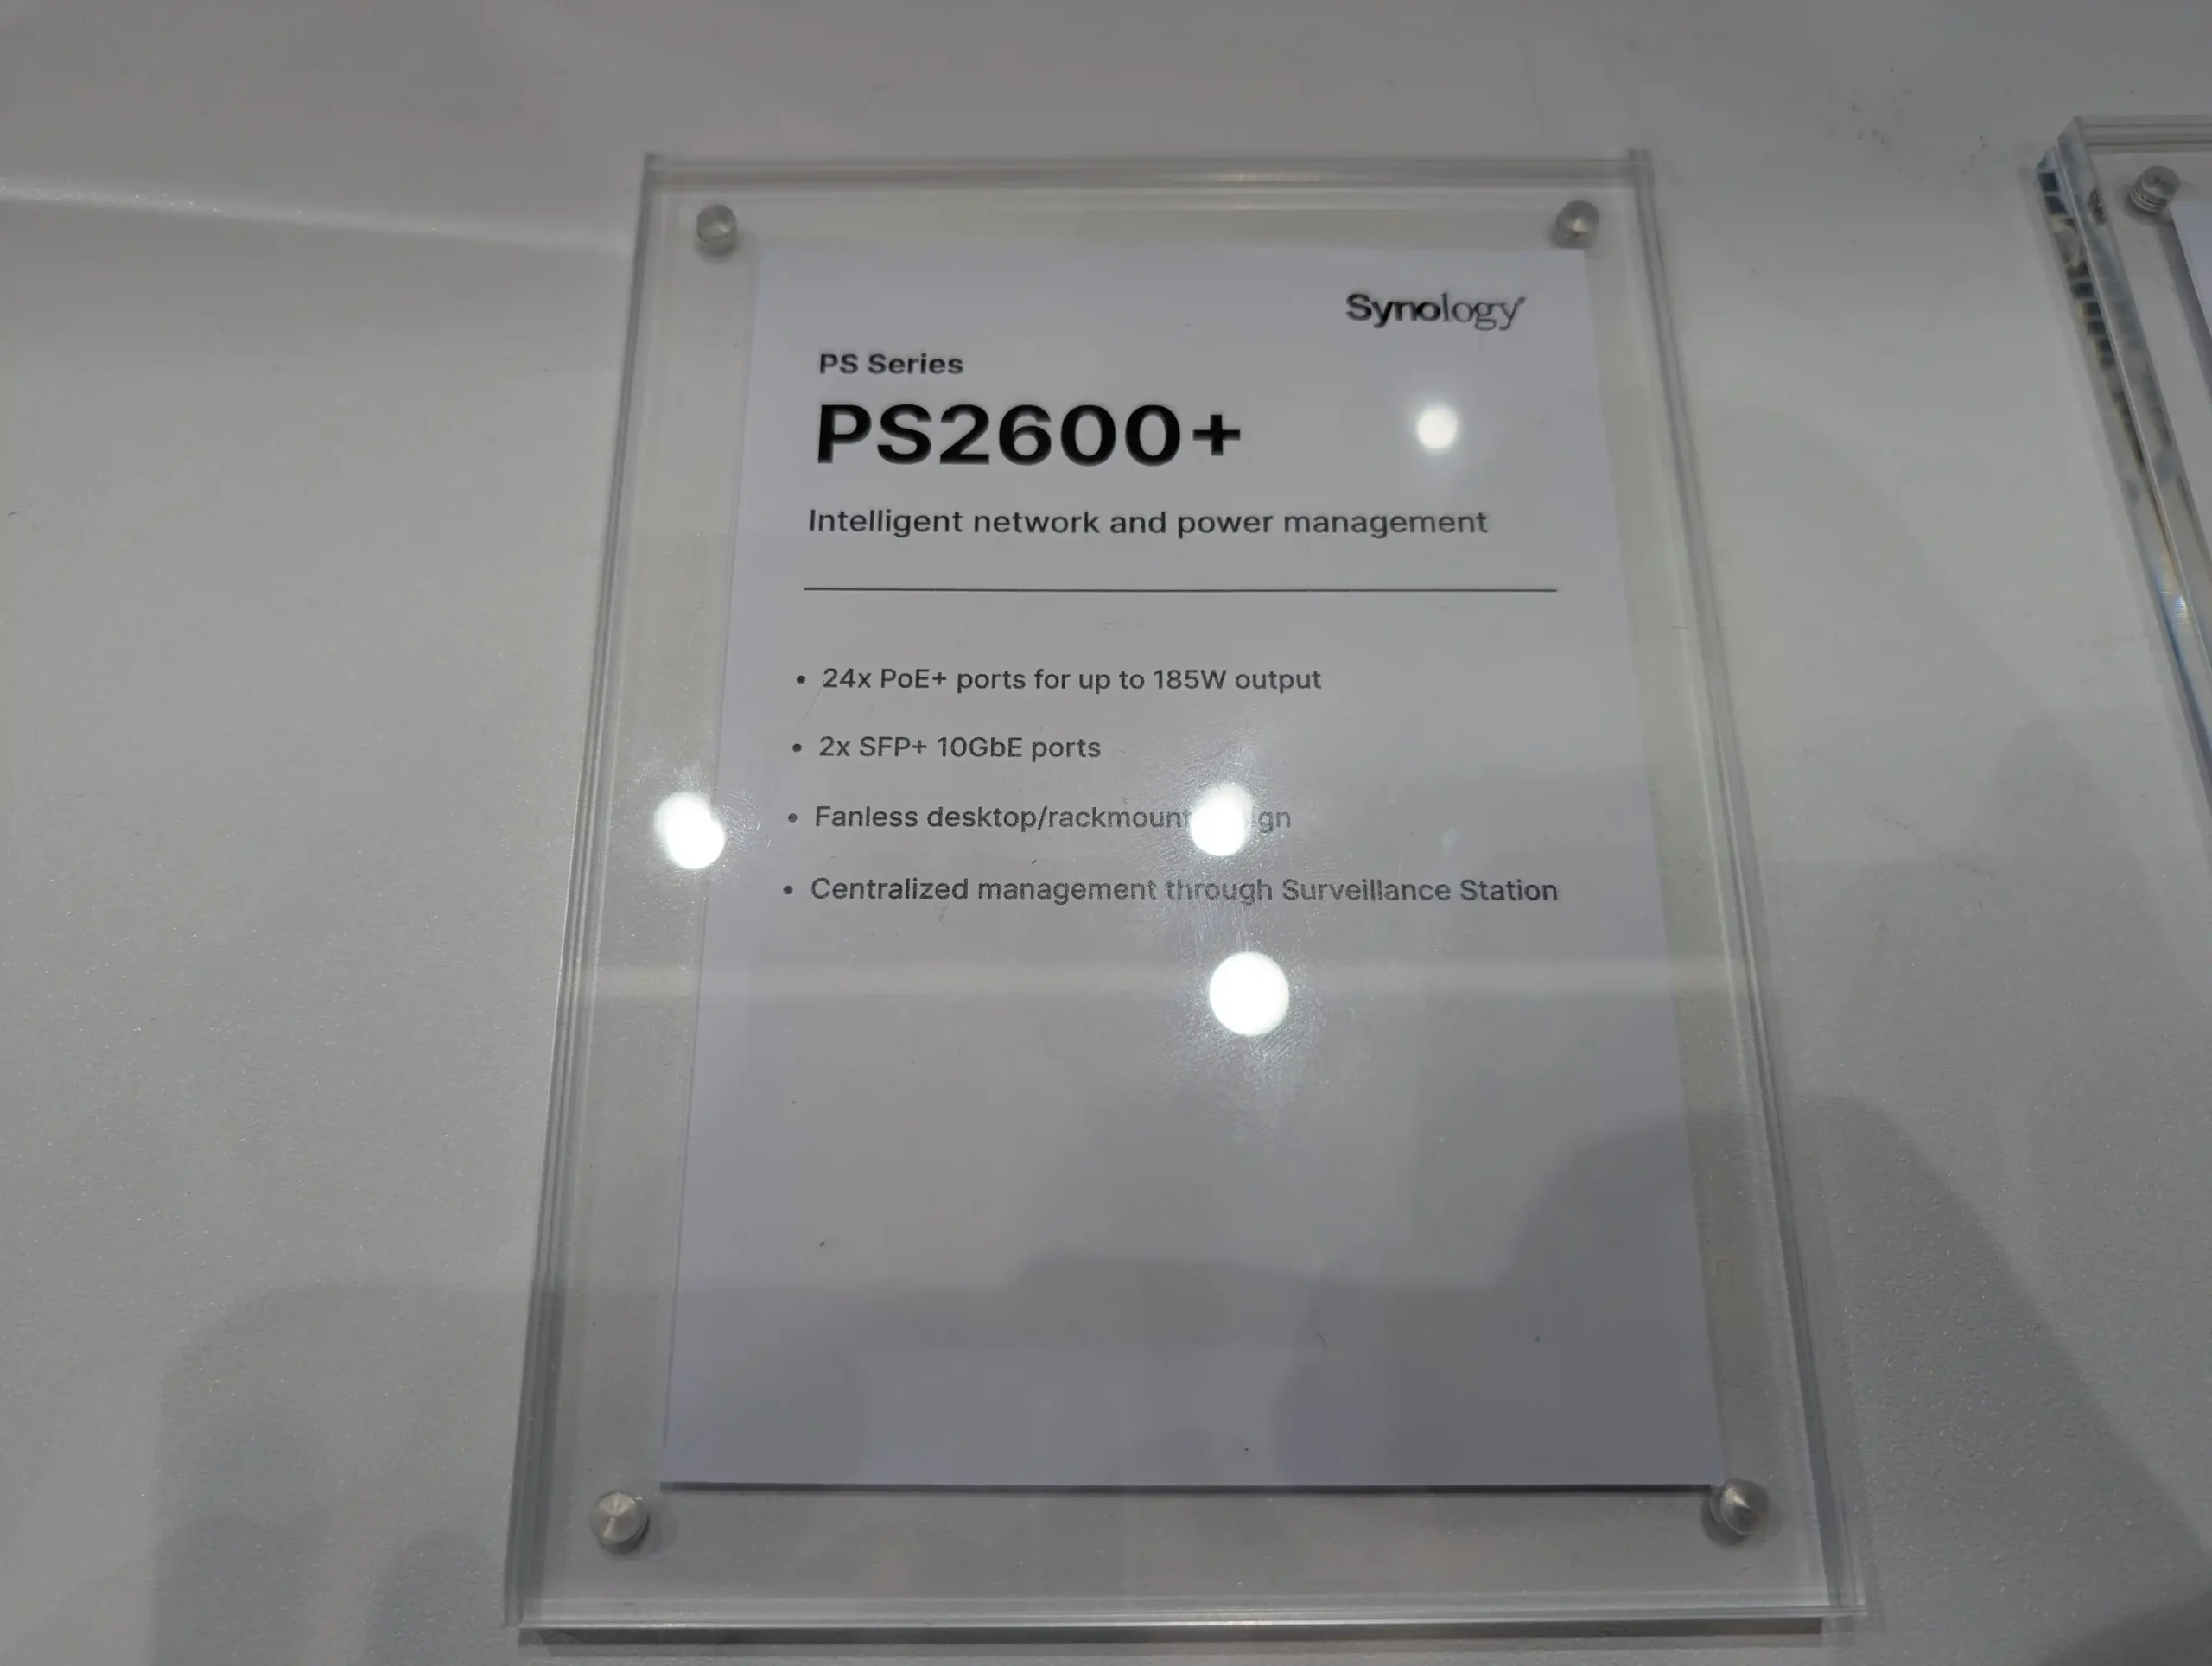 Synology
PS Series
PS2600+
Intelligent network and power management
• 24x PoE+ ports for up to 185W output
• 2x SFP+ 10GbE ports
• Fanless desktop/rackmount
• Centralized management through Surveillance Station